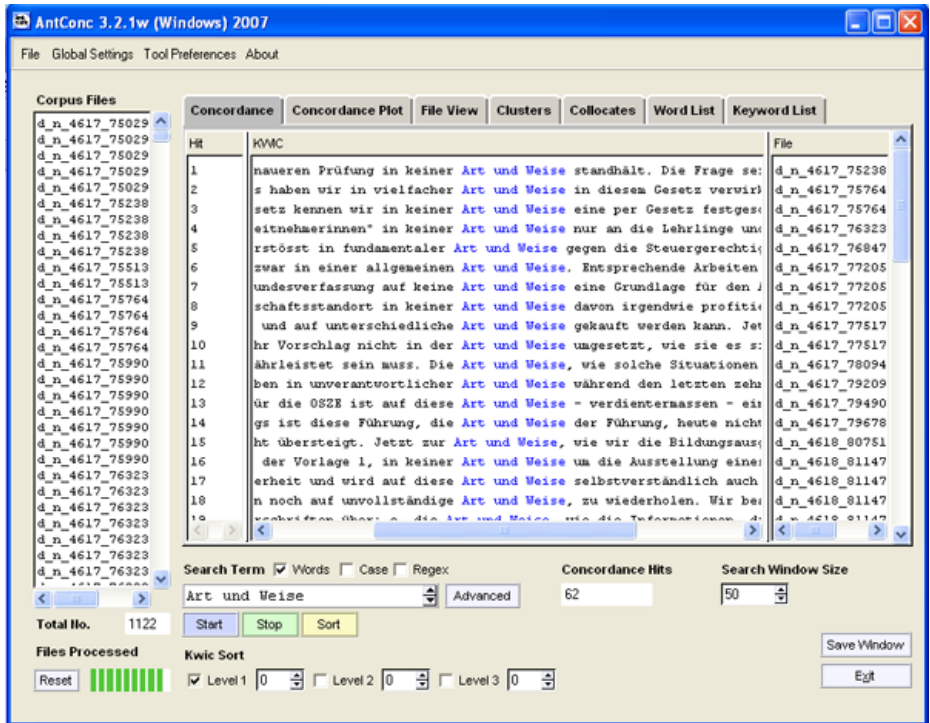 AntConc 3.2.1w (Windows) 2007
File Global Settings Tool Preferences About
Corpus Files
d_n_4617_75029
d_n_4617_75029
d_n_4617_75029
d_n_4617_75029
d_n_4617_75029
d_n_4617_75238
d_n_4617_75238
d_n_4617_75238
d_n_4617_75238
d_n_4617_75513
d_n_4617_75513
d_n_4617_75764
d_n_4617_75764
d_n_4617_75764
d_n_4617_75764
d_n_4617_75990
d_n_4617_75990
d_n_4617_75990
d_n_4617_75990
d_n_4617_75990
d_n_4617_75990
d_n_4617_75990
d_n_4617_76323
d_n_4617_76323
d_n_4617_76323
d_n_4617_76323
d_n_4617_76323
d_n_4617_76323
d_n_4617_76323
Total No. 1122
Files Processed
Reset
Concordance Concordance Plot File View Clusters Collocates Word List Keyword List
Hit KWIC File
1 naueren Prüfung in keiner Art und Weise standhält. Die Frage d_n_4617_75238
2 s haben wir in vielfacher Art und Weise in diesem Gesetz d_n_4617_75764
3 setz kennen wir in keiner Art und Weise eine per Gesetz d_n_4617_75764
4 eitnehmerinnen" in keiner Art und Weise nur an die Lehrlinge d_n_4617_76323
5 rstösst in fundamentaler Art und Weise gegen die d_n_4617_76847
6 zwar in einer allgemeinen Art und Weise. Entsprechende Arbeiten d_n_4617_77205
7 undesverfassung auf keine Art und Weise eine Grundlage für den d_n_4617_77205
8 schaftsstandort in keiner Art und Weise davon irgendwie d_n_4617_77205
9 und auf unterschiedliche Art und Weise gekauft werden kann. d_n_4617_77517
10 hr Vorschlag nicht in der Art und Weise umgesetzt, wie sie es d_n_4617_77517
11 ährleistet sein muss. Die Art und Weise, wie solche Situationen d_n_4617_78094
12 ben in unverantwortlicher Art und Weise während den letzten d_n_4617_79209
13 ür die OSZE ist auf diese Art und Weise - verdientermassen - d_n_4617_79490
14 gs ist diese Führung, die Art und Weise der Führung, heute nicht d_n_4617_79678
15 ht übersteigt. Jetzt zur Art und Weise, wie wir die d_n_4618_80751
16 der Vorlage 1, in keiner Art und Weise um die Ausstellung d_n_4618_81147
17 erheit und wird auf diese Art und Weise selbstverständlich auch d_n_4618_81147
18 n noch auf unvollständige Art und Weise, zu wiederholen. Wir d_n_4618_81147
19 die Art und Weise, wie die Informationen d_n_4618_81147
Search Term Words Case Regex Concordance Hits Search Window Size
Art und Weise Advanced 62 50
Start Stop Sort
Kwic Sort
Level 1 0 Level 2 0 Level 3 0
Save Window
Exit